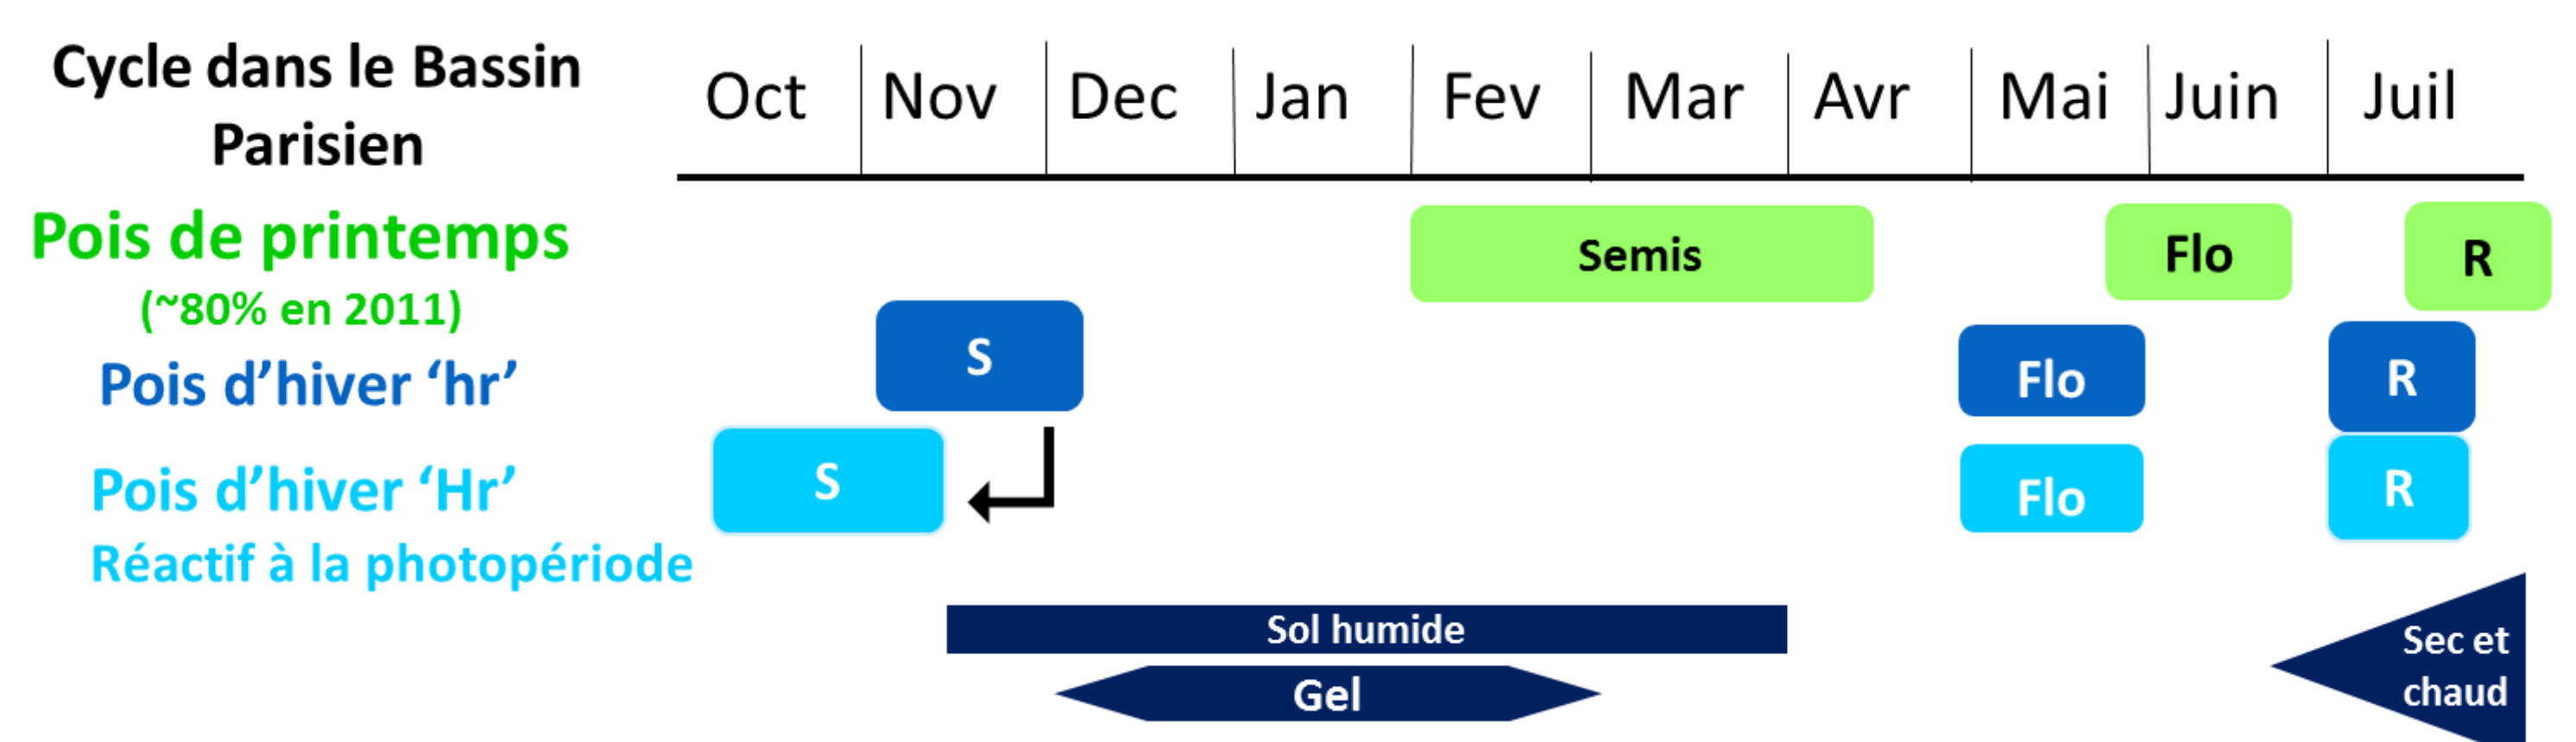 Cycle dans le Bassin
Parisien
Oct Nov Dec Jan Fev Mar Avr Mai Juin Juil
Pois de printemps
(~80% en 2011)
Semis Flo R
Pois d’hiver ‘hr’
S Flo R
Pois d’hiver ‘Hr’
Réactif à la photopériode
S Flo R
Sol humide
Gel
Sec et
chaud